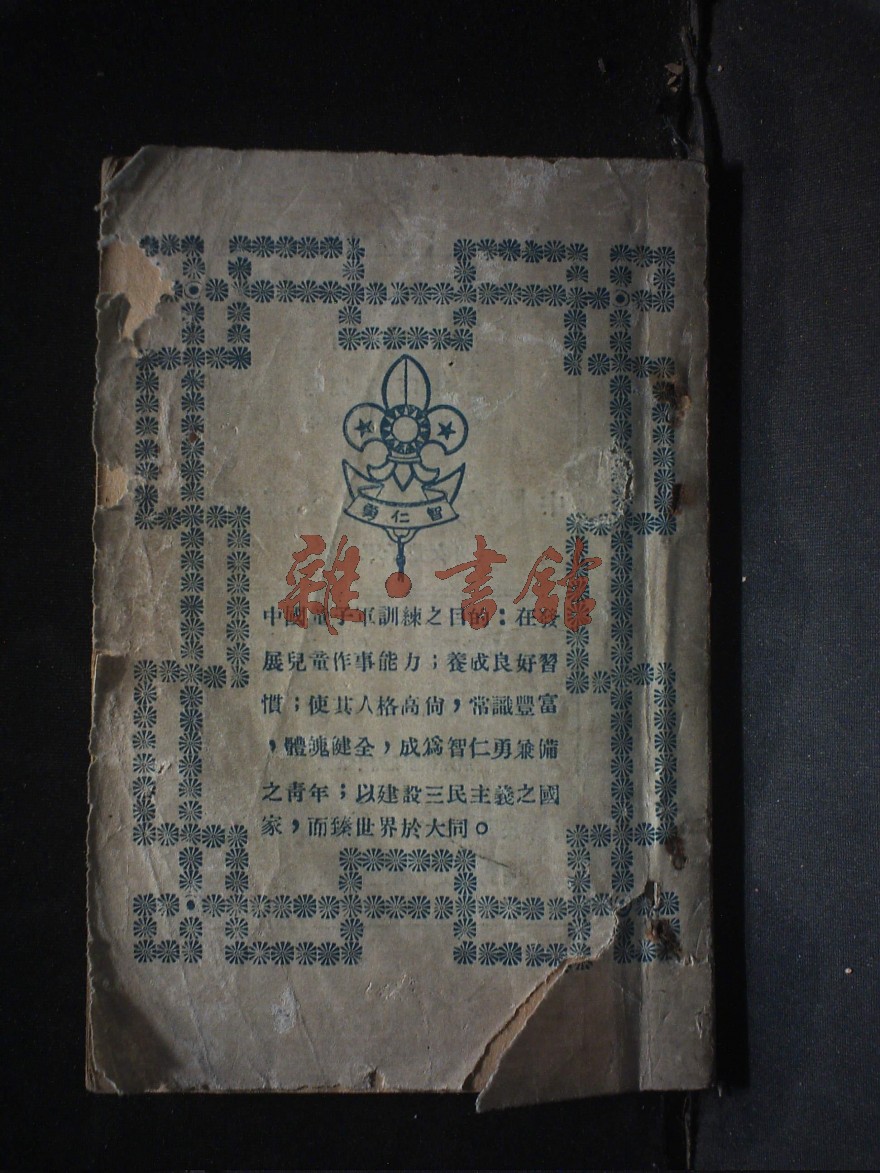 勇仁智
雜·書館
中國童子軍訓練之目的：在發
展兒童作事能力；養成良好習
慣；使其人格高尙，常識豐富
，體魄健全，成爲智仁勇兼備
之靑年；以建設三民主義之國
家，而臻世界於大同。